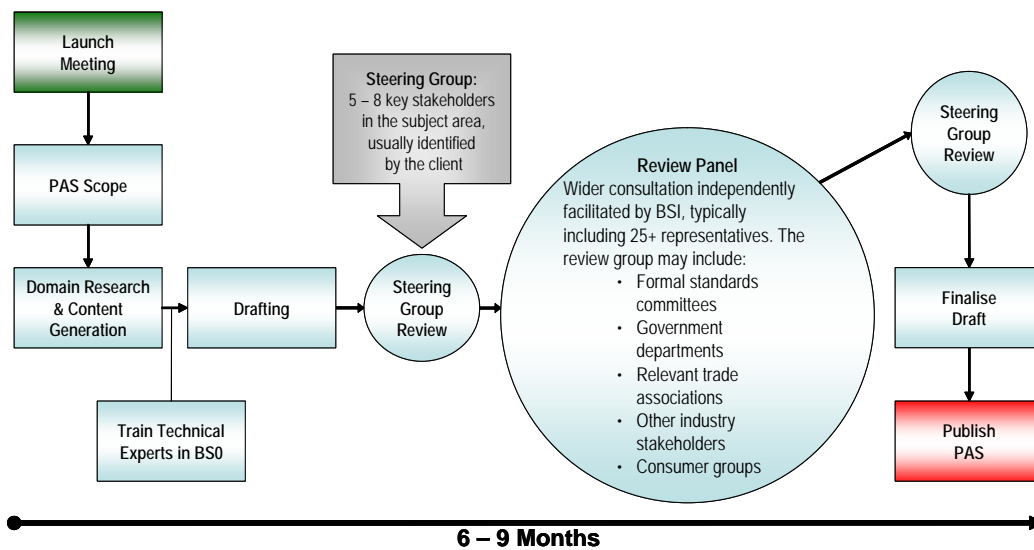 Launch
Meeting
PAS Scope
Domain Research
& Content
Generation
Train Technical
Experts in BS0
Drafting
Steering Group:
5 – 8 key stakeholders
in the subject area,
usually identified
by the client
Steering
Group
Review
Review Panel
Wider consultation independently
facilitated by BSI, typically
including 25+ representatives. The
review group may include:
• Formal standards
committees
• Government
departments
• Relevant trade
associations
• Other industry
stakeholders
• Consumer groups
Steering
Group
Review
Finalise
Draft
Publish
PAS
6 – 9 Months